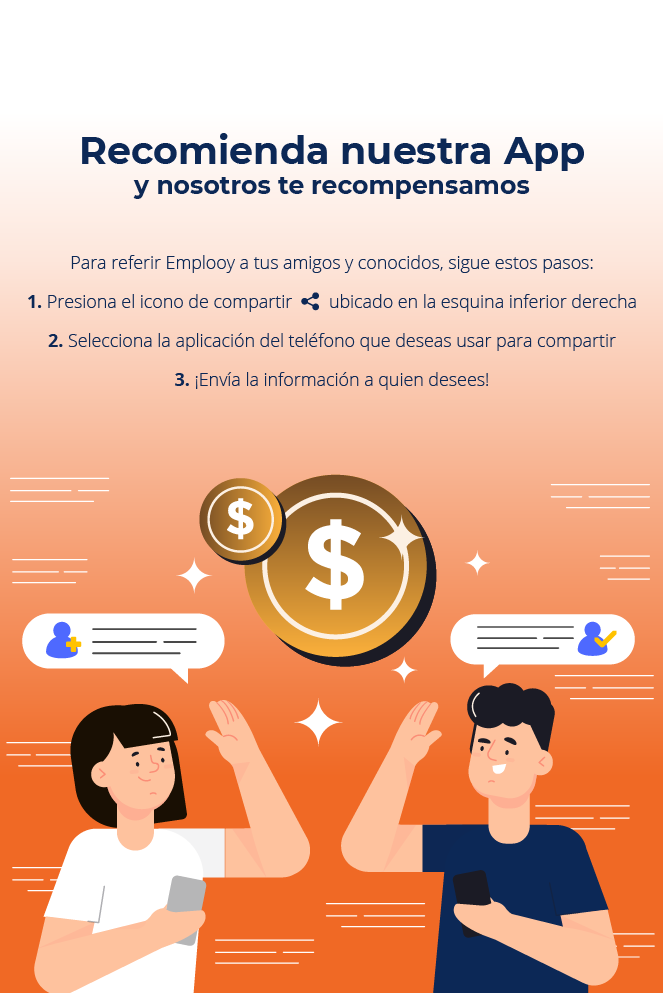 Recomienda nuestra App
y nosotros te recompensamos
Para referir Emplooy a tus amigos y conocidos, sigue estos pasos:
1. Presiona el icono de compartir ubicado en la esquina inferior derecha
2. Selecciona la aplicación del teléfono que deseas usar para compartir
3. ¡Envía la información a quien desees!
$
$